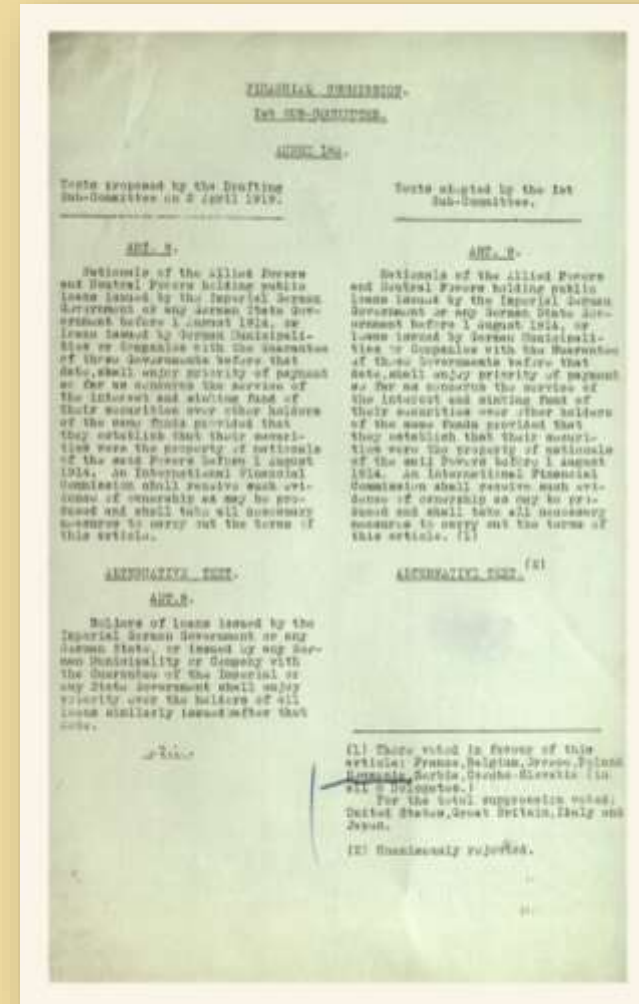 FINANCIAL COMMISSION.
1st SUB-COMMITTEE.
Texts proposed by the Drafting
Sub-Committee on 2 April 1919.
ART. 8.
Nationals of the Allied Powers
and Neutral Powers holding public
loans issued by the Imperial German
Government or any German State Gov-
ernment before 1 August 1914, or
loans issued by German Municipali-
ties or Companies with the Guarantee
of these Governments before that
date, shall enjoy priority of payment
as far as concerns the service of
the interest and sinking fund of
their securities over other holders
of the same funds provided that
they establish that their securi-
ties were the property of nationals
of the said Powers before 1 August
1914. An International Financial
Commission shall receive such evi-
dence of ownership as may be pro-
duced and shall take all necessary
measures to carry out the terms of
this article.
ALTERNATIVE TEXT.
ART.8.
Holders of loans issued by the
Imperial German Government or any
German State, or issued by any Ger-
man Municipality or Company with
the Guarantee of the Imperial or
any State Government shall enjoy
priority over the holders of all
loans similarly issued after that
date.
Texts adopted by the 1st
Sub-Committee.
ART. 8.
Nationals of the Allied Powers
and Neutral Powers holding public
loans issued by the Imperial German
Government or any German State Gov-
ernment before 1 August 1914, or
loans issued by German Municipali-
ties or Companies with the Guarantee
of these Governments before that
date, shall enjoy priority of payment
as far as concerns the service of
the interest and sinking fund of
their securities over other holders
of the same funds provided that
they establish that their securi-
ties were the property of nationals
of the said Powers before 1 August
1914. An International Financial
Commission shall receive such evi-
dence of ownership as may be pro-
duced and shall take all necessary
measures to carry out the terms of
this article. (1)
ALTERNATIVE TEXT. (2)
(1) There voted in favour of this
article: France, Belgium, Greece, Poland
Roumania, Serbia, Czecho-Slovakia (in
all Delegates.)
For the total suppression voted:
United States, Great Britain, Italy and
Japan.
(2) Unanimously rejected.